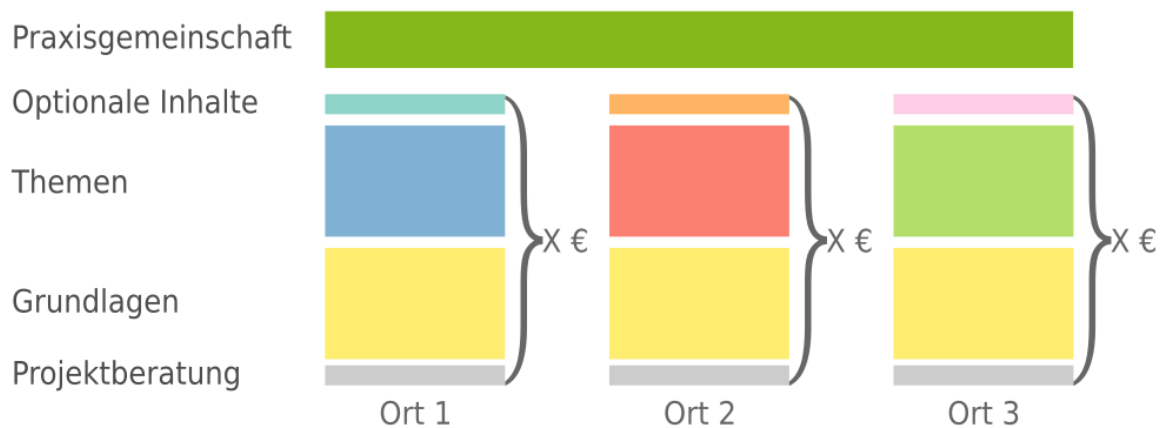 Praxisgemeinschaft
Optionale Inhalte
Themen
X €
X €
X €
Grundlagen
Projektberatung
Ort 1
Ort 2
Ort 3